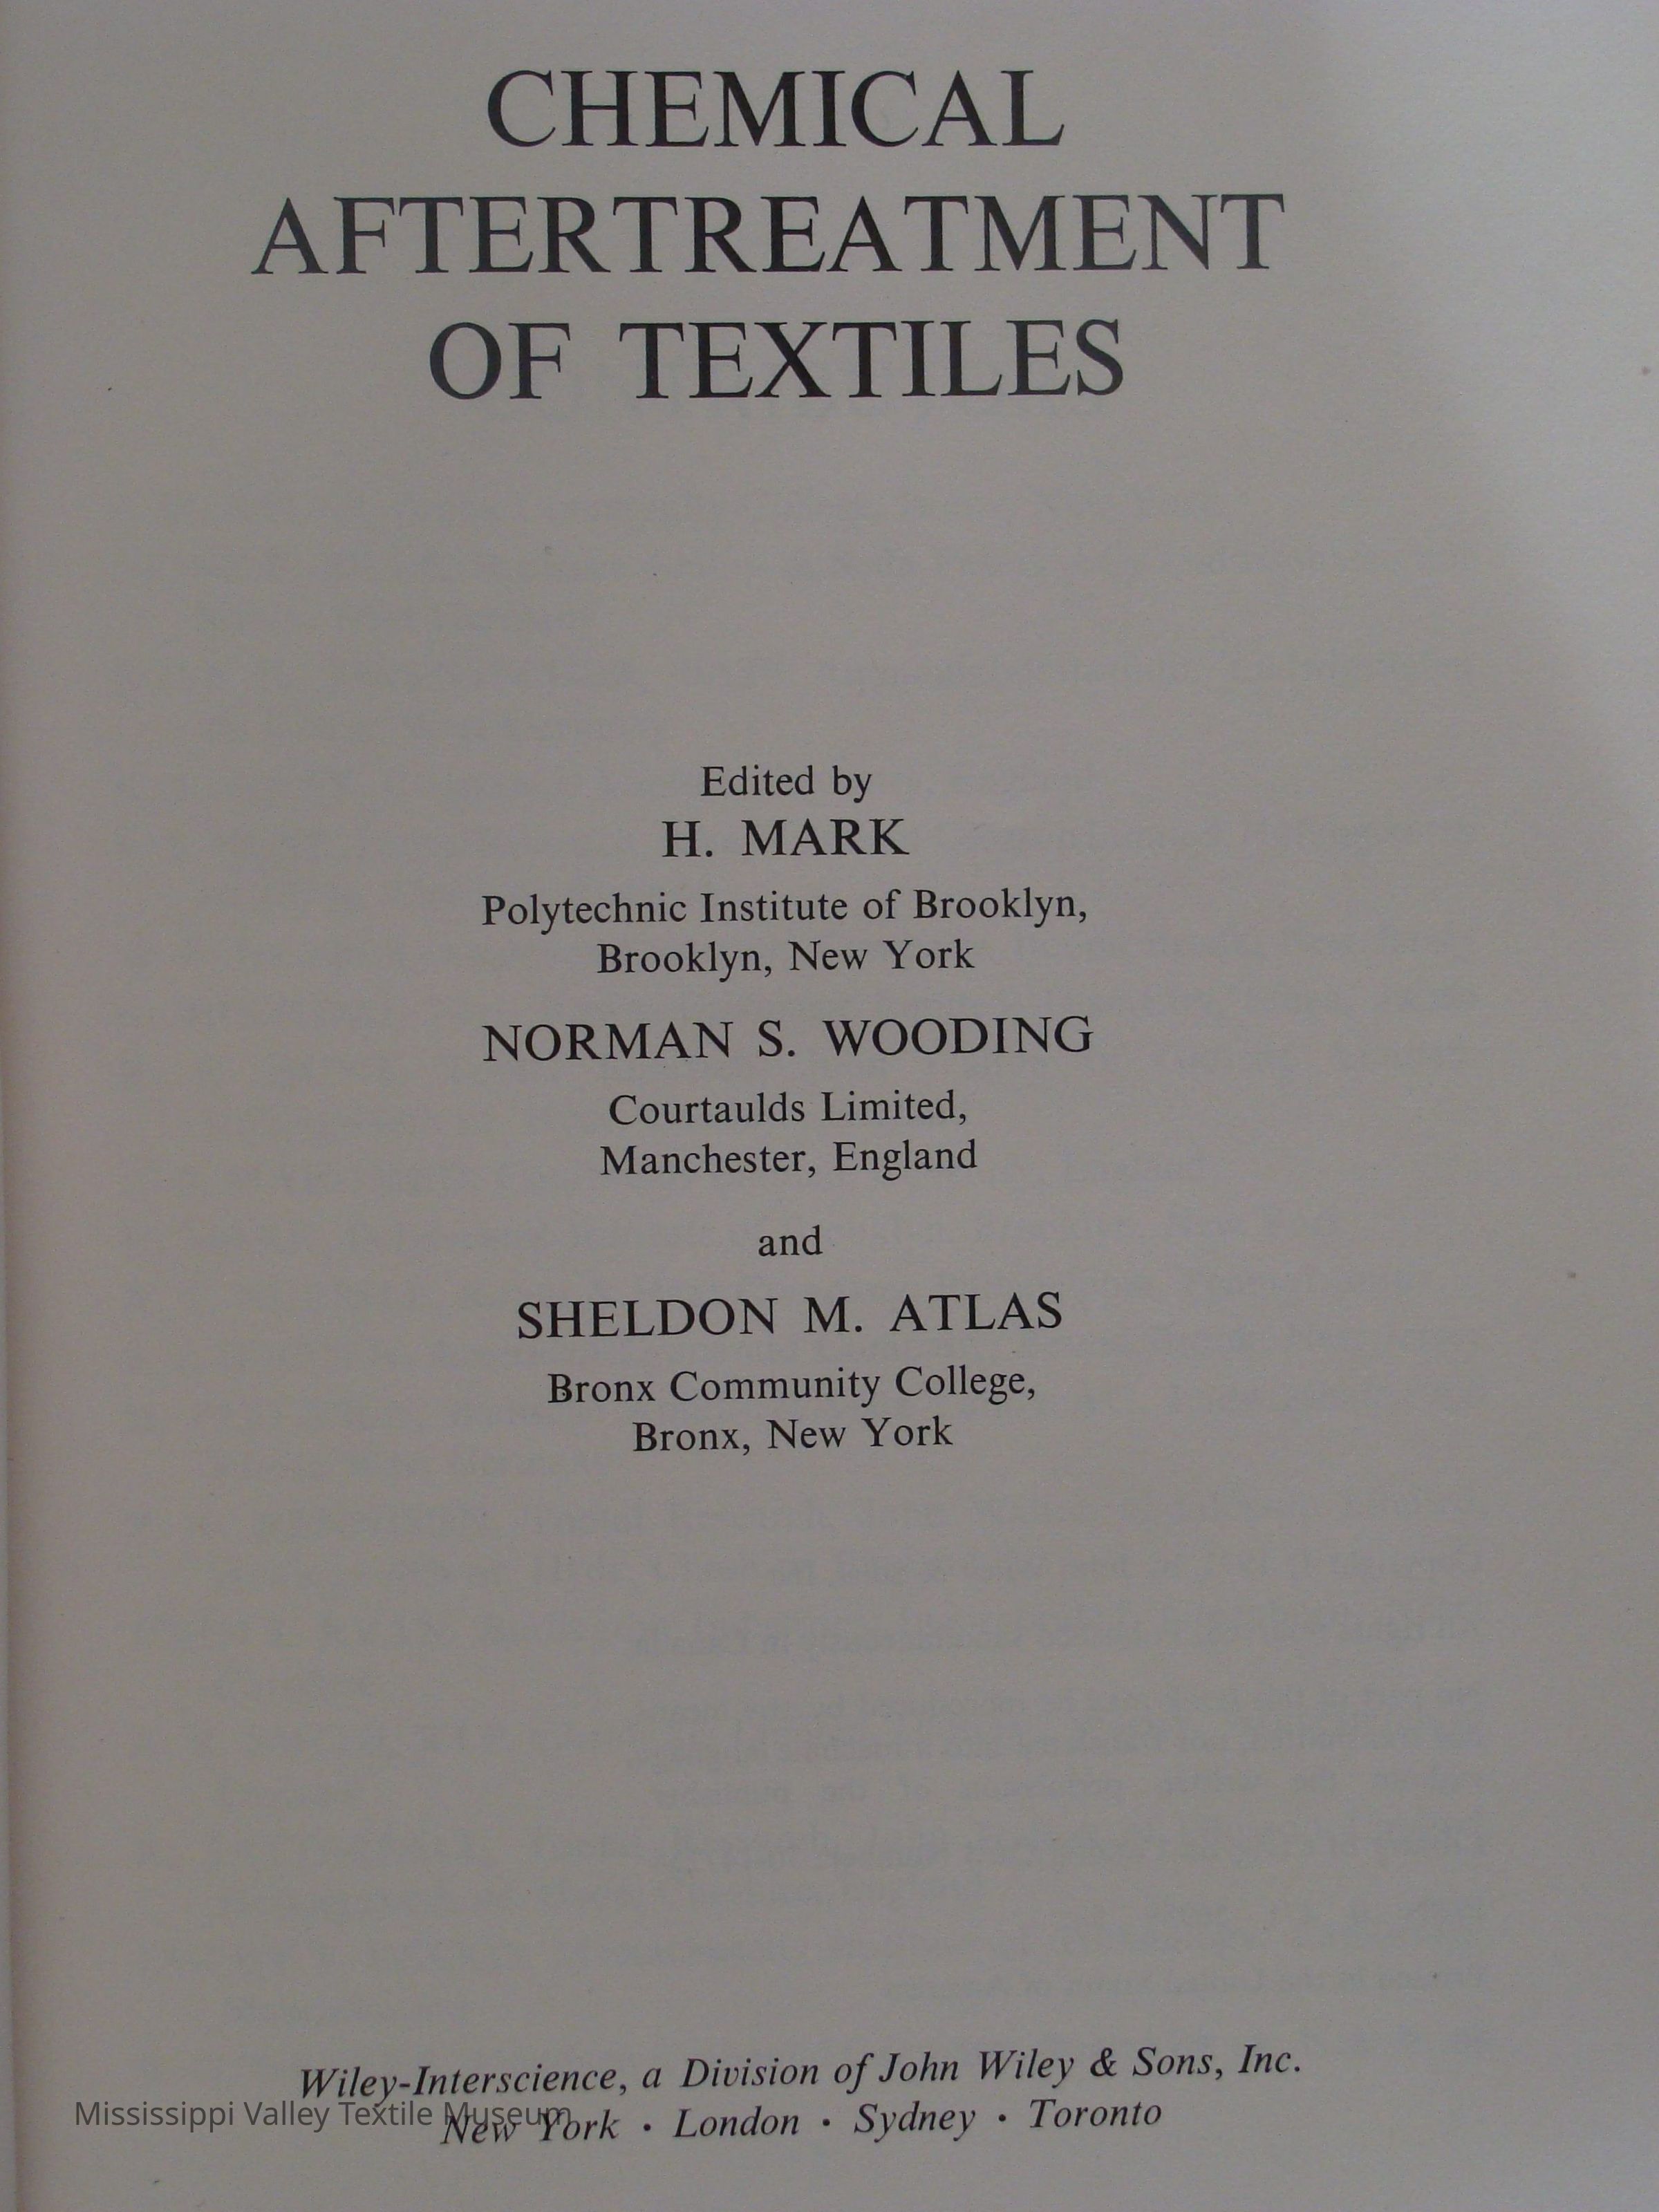 CHEMICAL
AFTERTREATMENT
OF TEXTILES
Edited by
H. MARK
Polytechnic Institute of Brooklyn,
Brooklyn, New York
NORMAN S. WOODING
Courtaulds Limited,
Manchester, England
and
SHELDON M. ATLAS
Bronx Community College,
Bronx, New York
Wiley-Interscience, a Division of John Wiley & Sons, Inc.
New York · London · Sydney · Toronto
Mississippi Valley Textile Museum